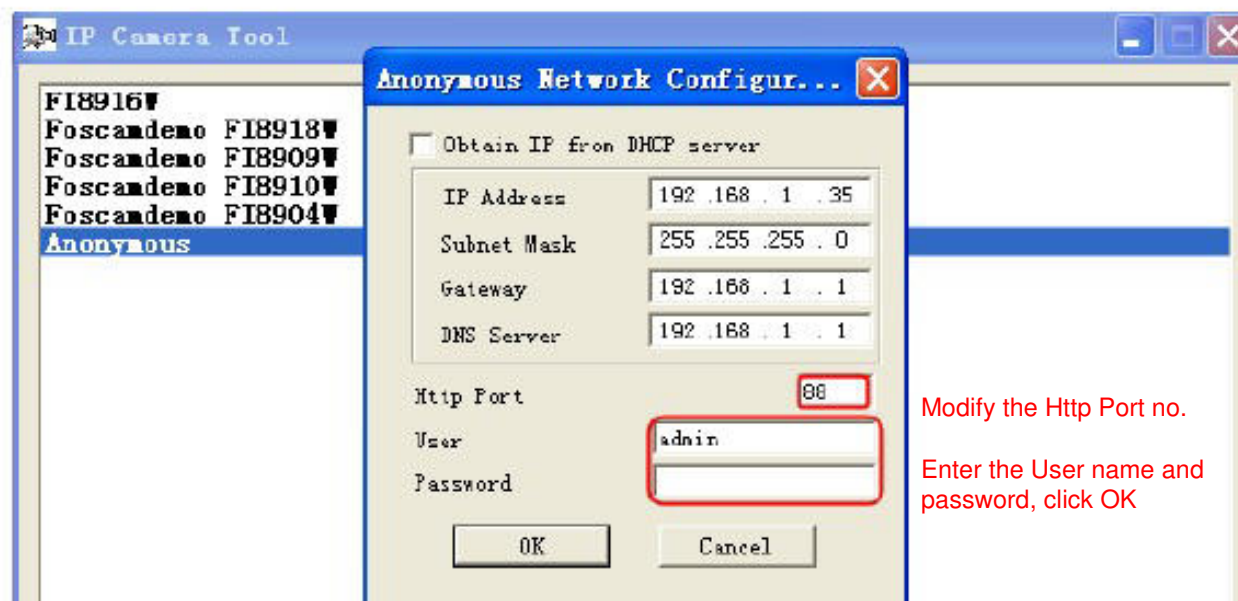 IP Camera Tool
Anonymous Network Configur...
FI8916W
Foscamdemo FI8918W
Foscamdemo FI8909W
Foscamdemo FI8910W
Foscamdemo FI8904W
Anonymous
Obtain IP from DHCP server
IP Address 192 .168 . 1 .35
Subnet Mask 255 .255 .255 . 0
Gateway 192 .168 . 1 . 1
DNS Server 192 .168 . 1 . 1
Http Port 88
User admin
Password
OK Cancel
Modify the Http Port no.
Enter the User name and
password, click OK